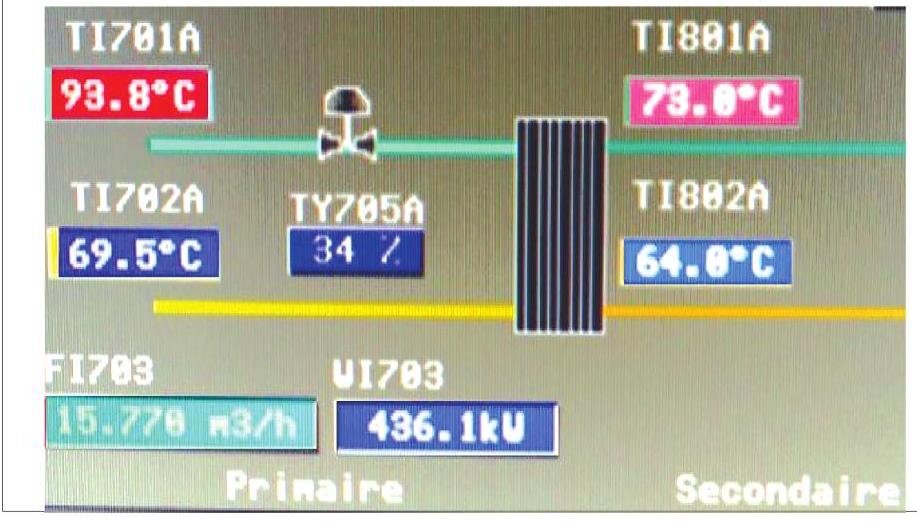 TI701A TI801A
93.8°C 73.0°C
TI702A TY705A TI802A
69.5°C 34 % 64.0°C
FI703 WI703
15.770 m3/h 436.1kW
Primaire Secondaire